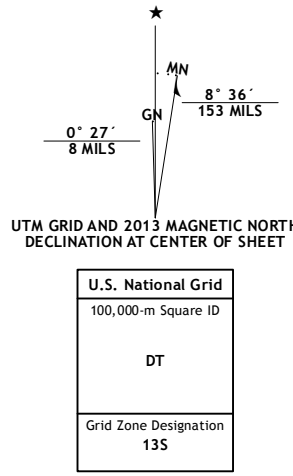 ★
MN
8° 36´
153 MILS
GN
0° 27´
8 MILS
UTM GRID AND 2013 MAGNETIC NORTH
DECLINATION AT CENTER OF SHEET
U.S. National Grid
100,000-m Square ID
DT
Grid Zone Designation
13S